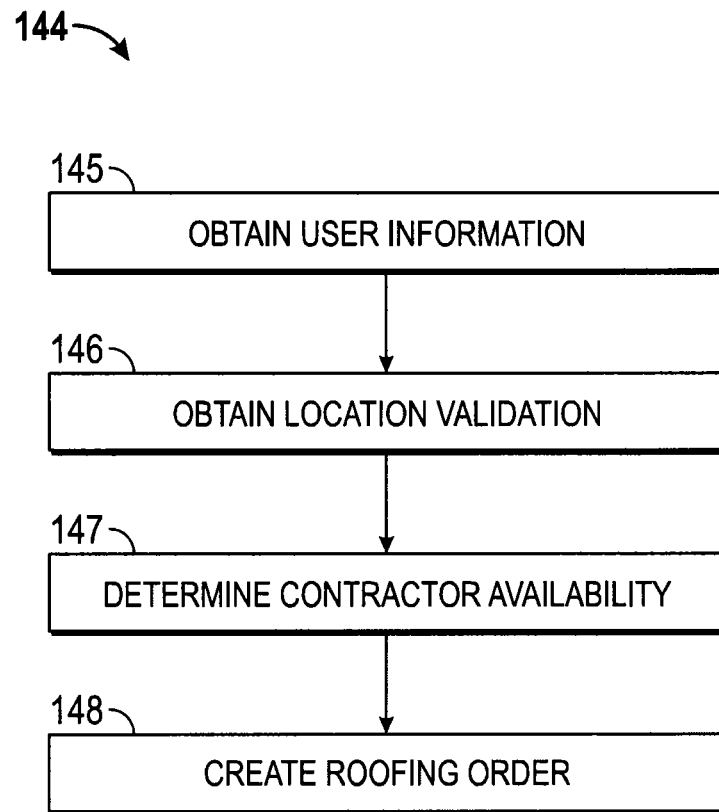 144
145
OBTAIN USER INFORMATION
146
OBTAIN LOCATION VALIDATION
147
DETERMINE CONTRACTOR AVAILABILITY
148
CREATE ROOFING ORDER